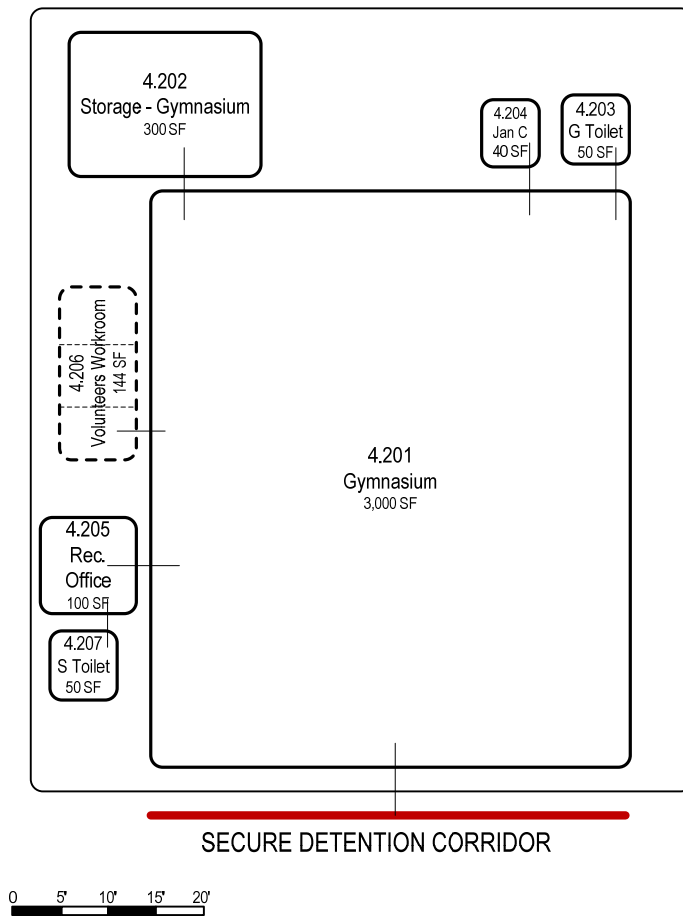 4.202
Storage - Gymnasium
300 SF
4.204
Jan C
40 SF
4.203
G Toilet
50 SF
4.206
Volunteers Workroom
144 SF
4.201
Gymnasium
3,000 SF
4.205
Rec.
Office
100 SF
4.207
S Toilet
50 SF
SECURE DETENTION CORRIDOR
0 5' 10' 15' 20'